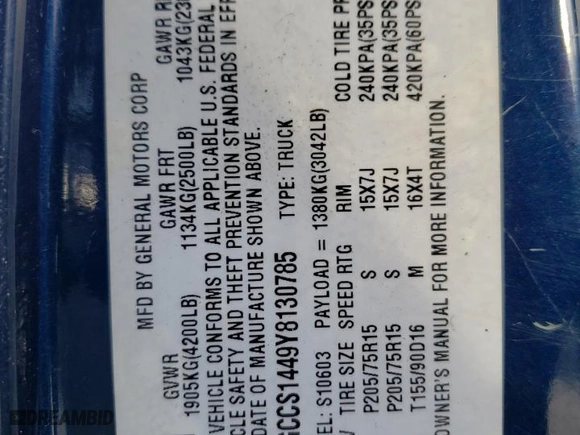 MFD BY GENERAL MOTORS CORP
GVWR GAWR FRT GAWR
1905KG(4200LB) 1134KG(2500LB) 1043KG(230
VEHICLE CONFORMS TO ALL APPLICABLE U.S. FEDERAL
SAFETY AND THEFT PREVENTION STANDARDS IN
DATE OF MANUFACTURE SHOWN ABOVE.
GCCS1449Y8130785 TYPE: TRUCK
EL: S10603 PAYLOAD = 1380KG(3042LB)
TIRE SIZE SPEED RTG RIM COLD TIRE PR
P205/75R15 S 15X7J 240KPA(35PS
P205/75R15 S 15X7J 240KPA(35PS
T155/90D16 M 16X4T 420KPA(60PS
OWNER'S MANUAL FOR MORE INFORMATION.
DREAMBID